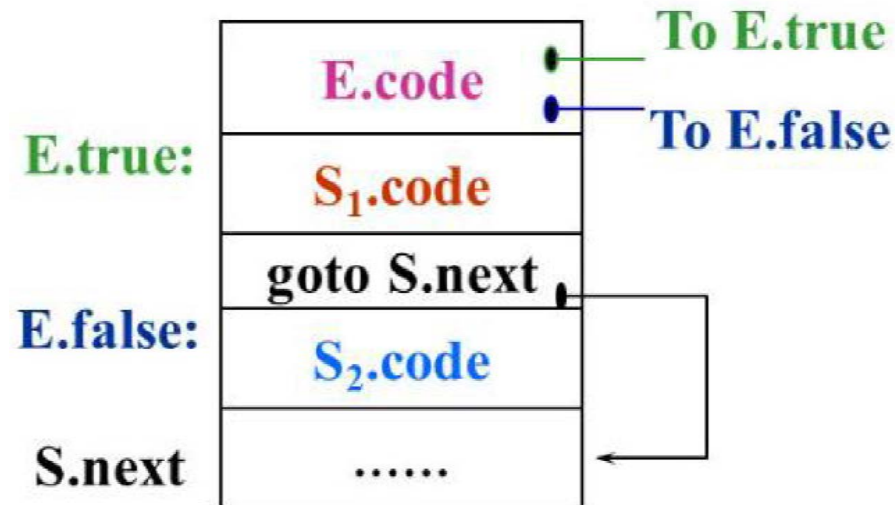 To E.true
E.code
To E.false
E.true:
S₁.code
goto S.next
E.false:
S₂.code
S.next
......